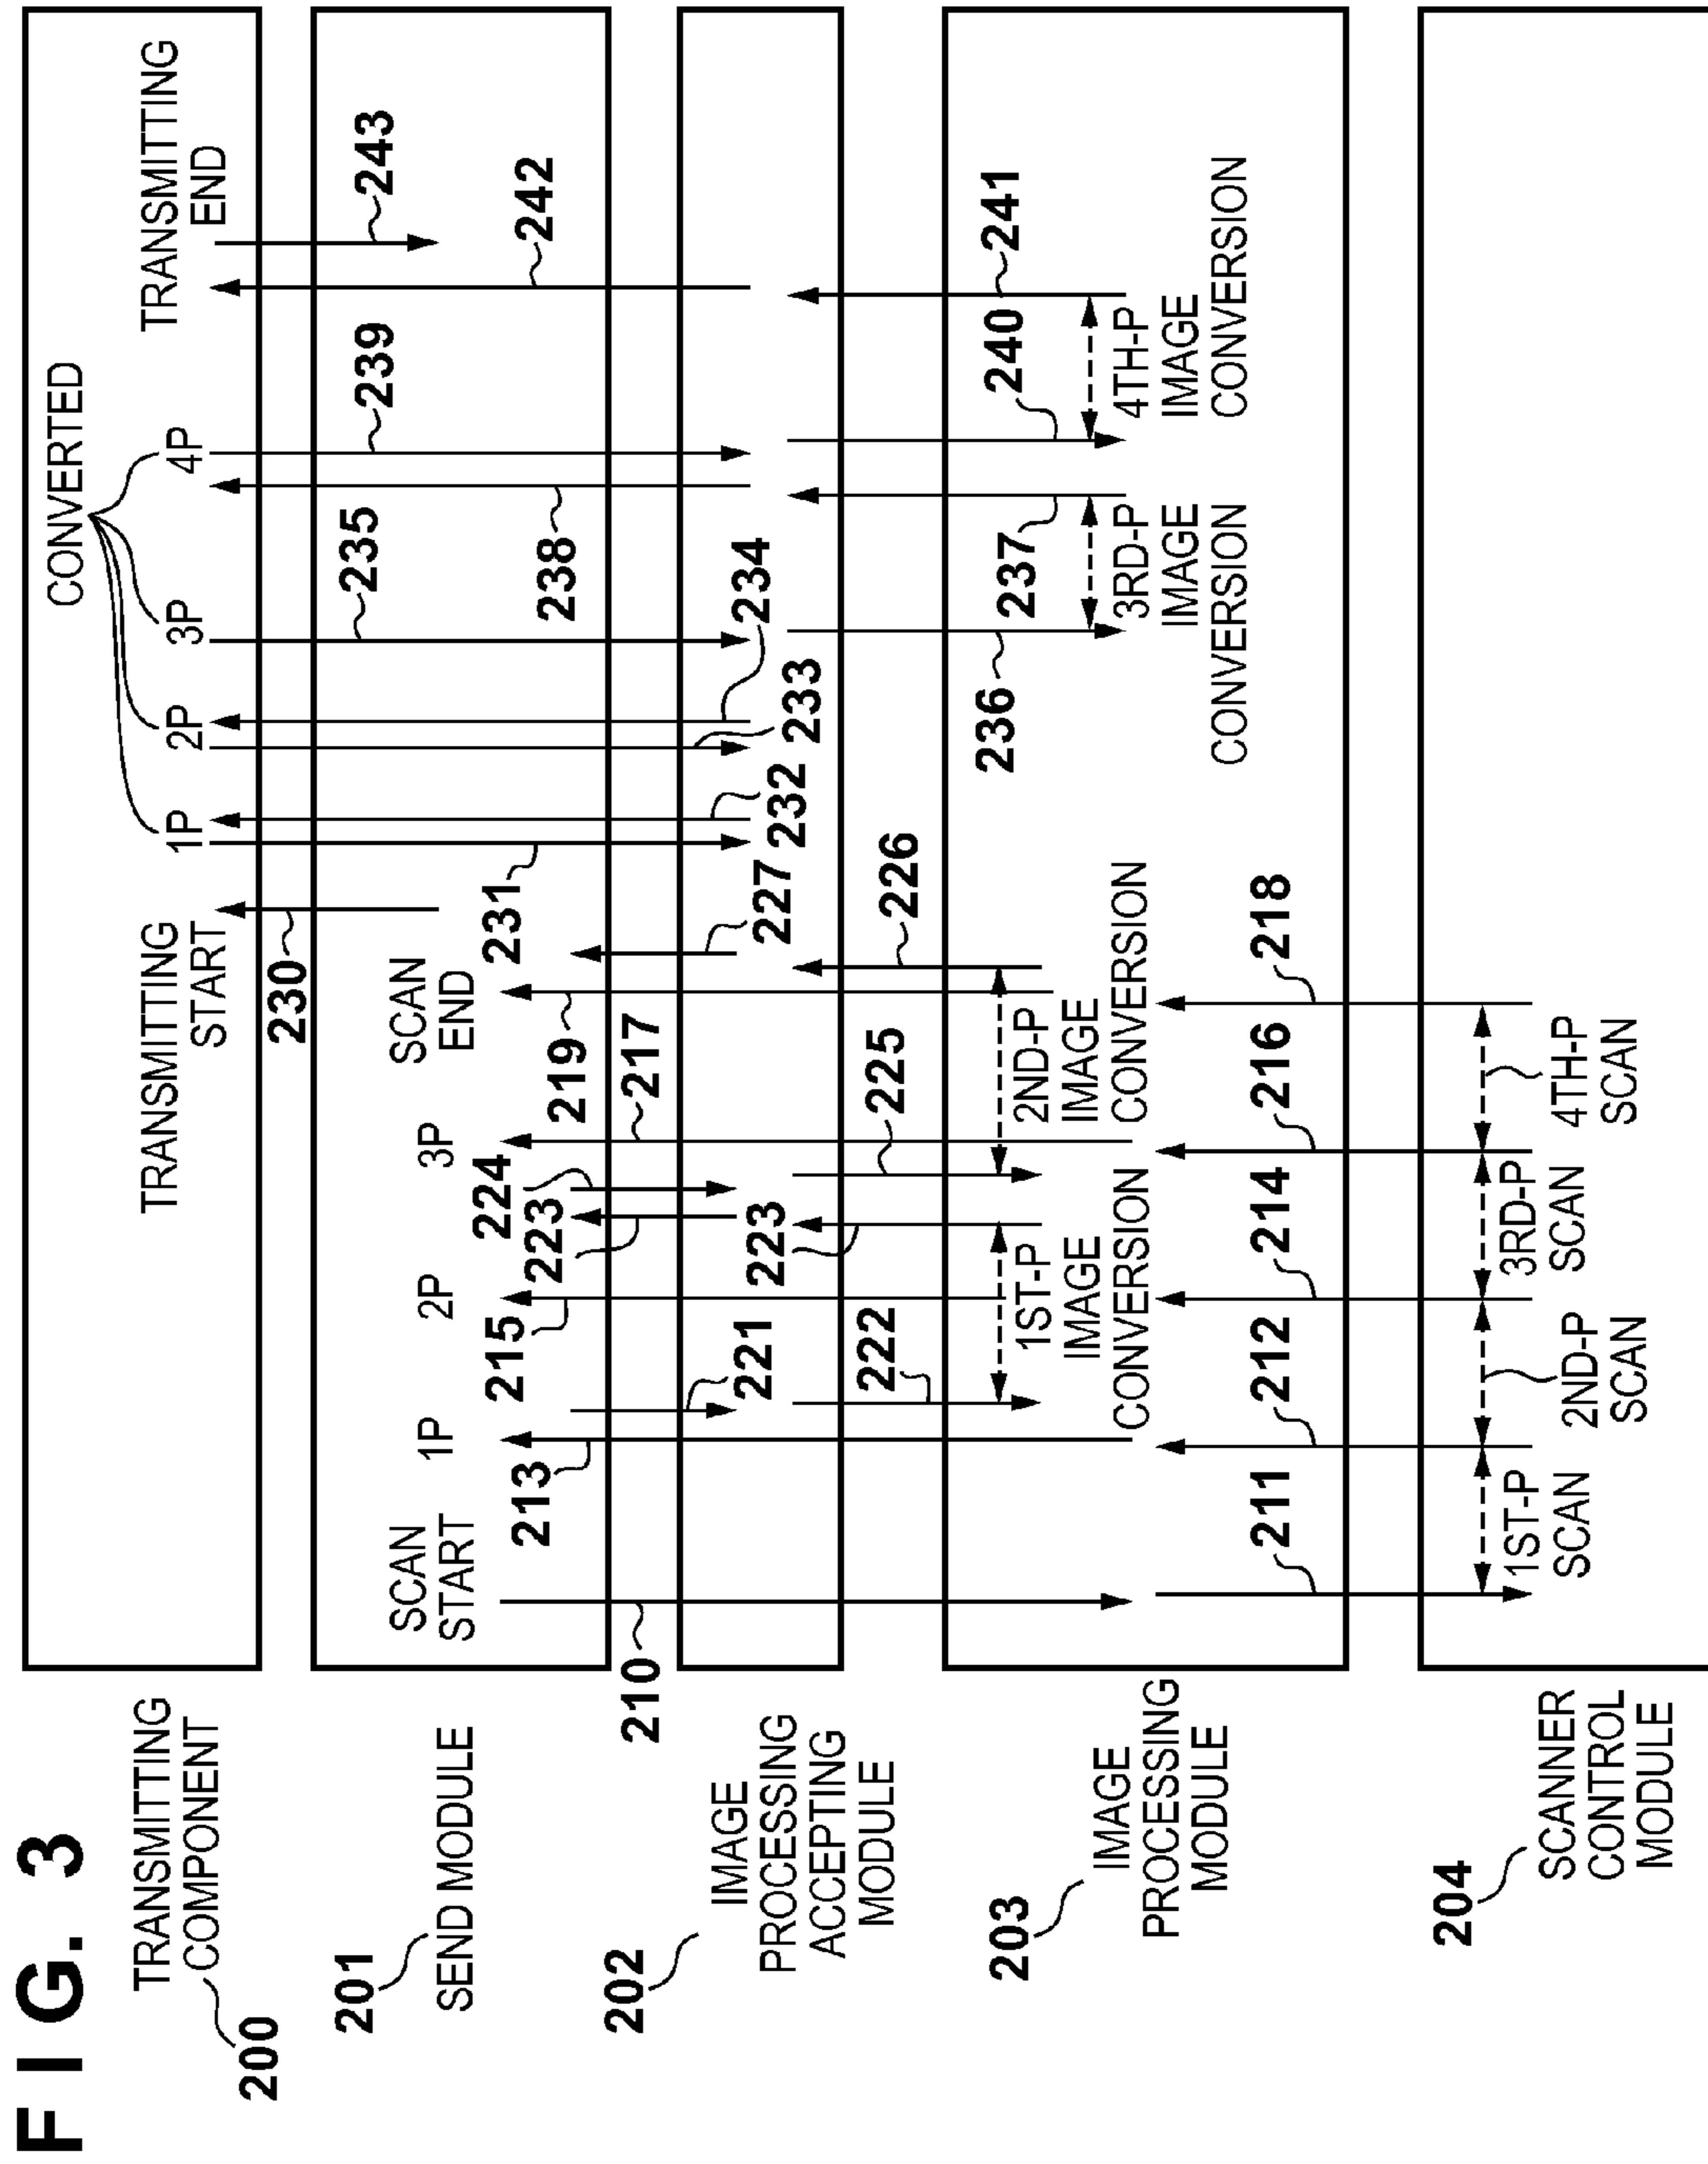 FIG. 3
TRANSMITTING
COMPONENT
200
CONVERTED
TRANSMITTING
START
1P
2P
3P
4P
TRANSMITTING
END
230
201
SEND MODULE
SCAN
START
1P
2P
3P
SCAN
END
213
215
223
224
219
217
231
235
238
239
242
243
210
202
IMAGE
PROCESSING
ACCEPTING
MODULE
221
223
227
232
233
234
222
225
226
203
IMAGE
PROCESSING
MODULE
1ST-P
IMAGE
CONVERSION
2ND-P
IMAGE
CONVERSION
236
237
240
241
3RD-P
IMAGE
CONVERSION
4TH-P
IMAGE
CONVERSION
211
212
214
216
218
204
SCANNER
CONTROL
MODULE
1ST-P
SCAN
2ND-P
SCAN
3RD-P
SCAN
4TH-P
SCAN